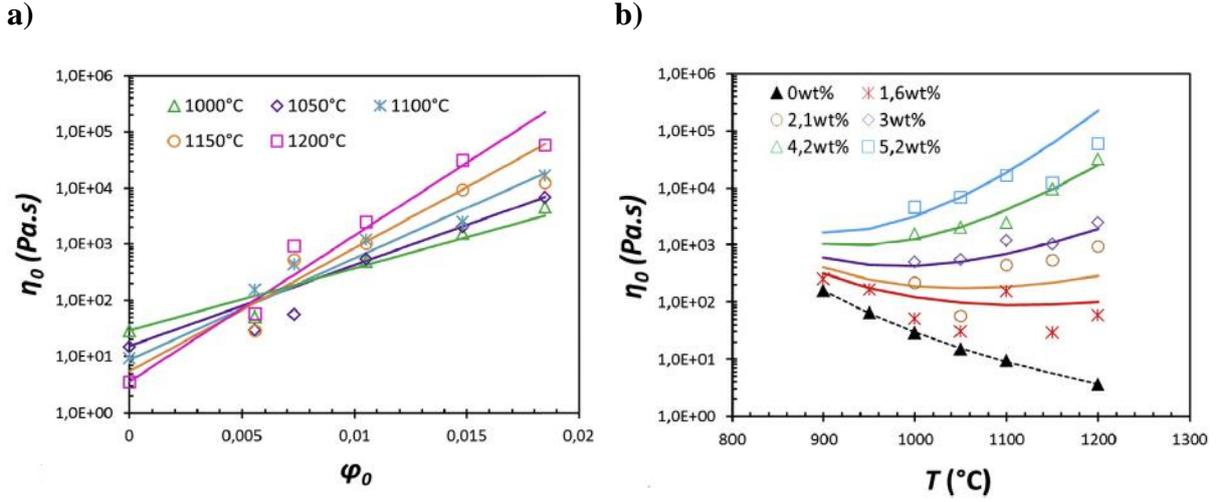 a)
b)
1,0E+06
1,0E+05
1,0E+04
1,0E+03
1,0E+02
1,0E+01
1,0E+00
η0 (Pa.s)
1000°C 1050°C 1100°C
1150°C 1200°C
0 0,005 0,01 0,015 0,02
φ0
1,0E+06
1,0E+05
1,0E+04
1,0E+03
1,0E+02
1,0E+01
1,0E+00
η0 (Pa.s)
0wt% 1,6wt%
2,1wt% 3wt%
4,2wt% 5,2wt%
800 900 1000 1100 1200 1300
T (°C)